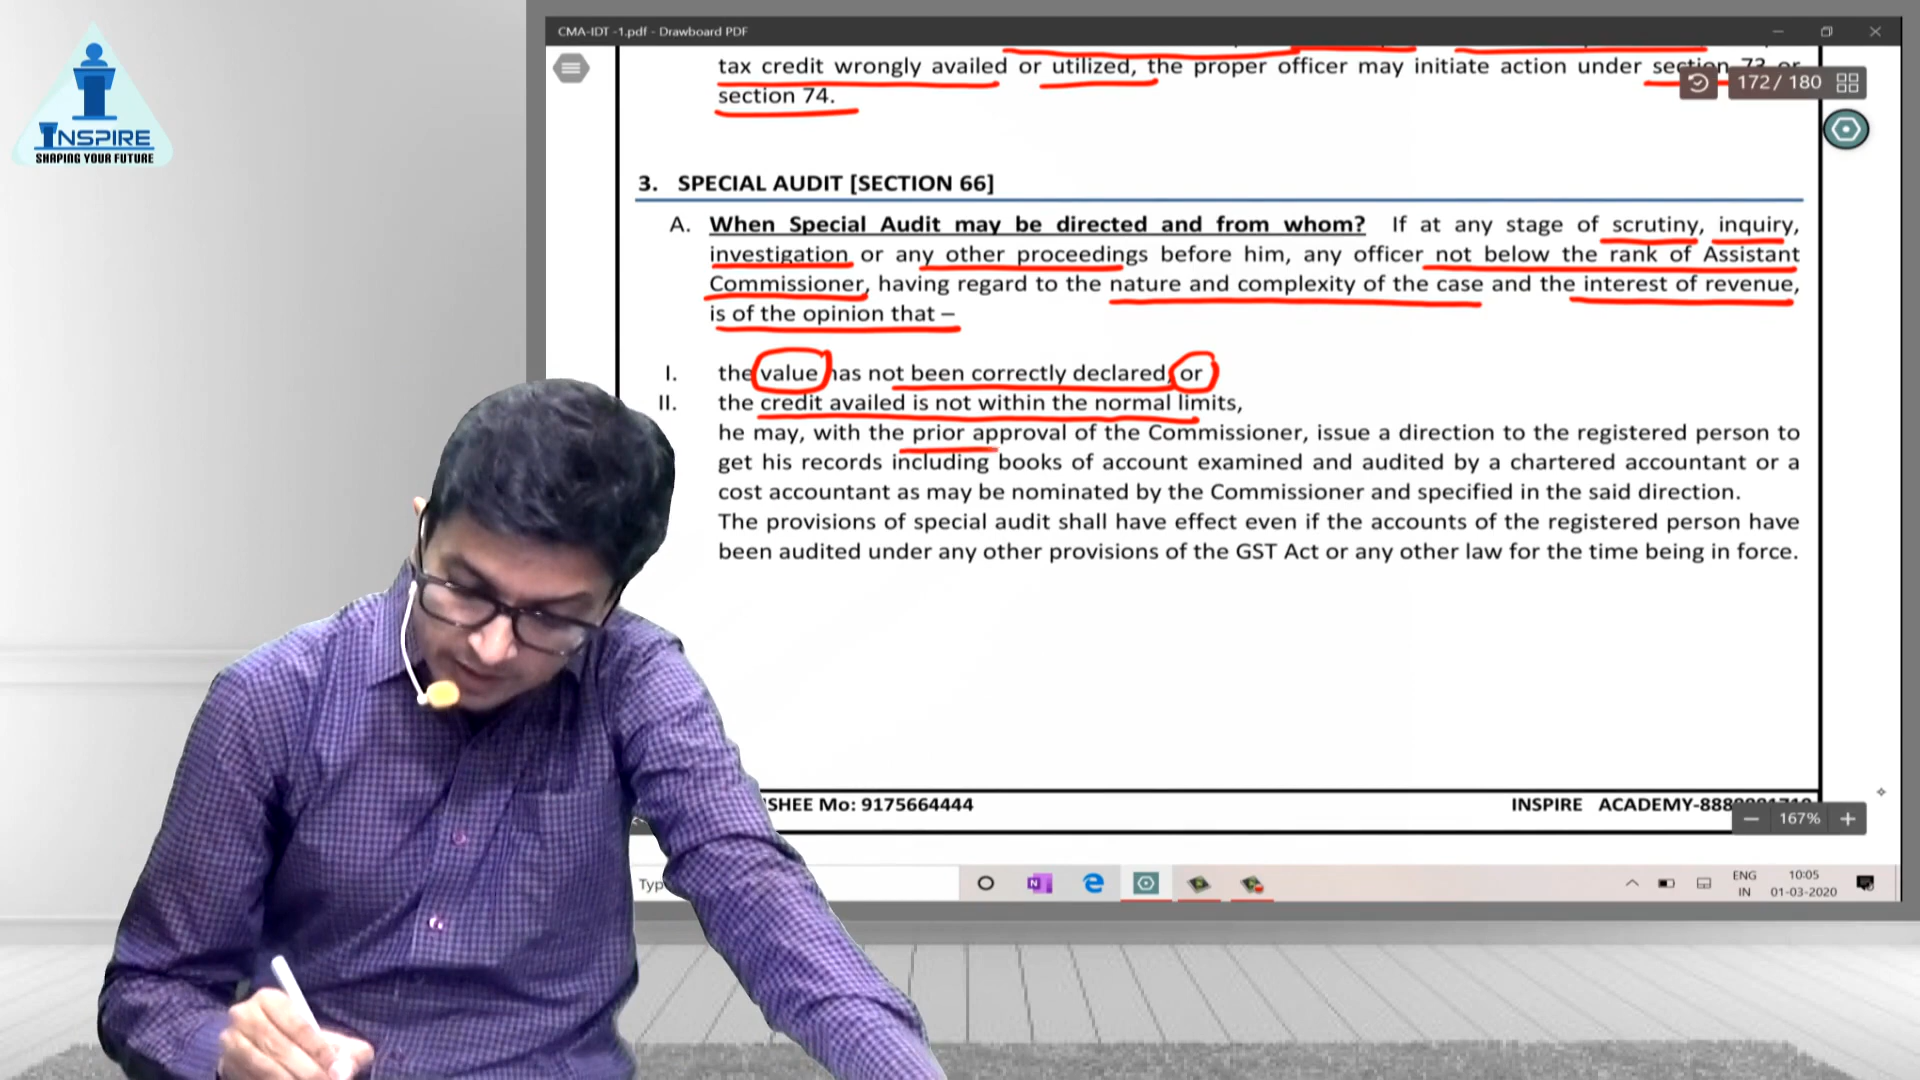 INSPIRE
SHAPING YOUR FUTURE
CMA-IDT -1.pdf - Drawboard PDF
tax credit wrongly availed or utilized, the proper officer may initiate action under section 73 or
section 74.
172 / 180
3. SPECIAL AUDIT [SECTION 66]
A. When Special Audit may be directed and from whom? If at any stage of scrutiny, inquiry,
investigation or any other proceedings before him, any officer not below the rank of Assistant
Commissioner, having regard to the nature and complexity of the case and the interest of revenue,
is of the opinion that –
I. the value has not been correctly declared, or
II. the credit availed is not within the normal limits,
he may, with the prior approval of the Commissioner, issue a direction to the registered person to
get his records including books of account examined and audited by a chartered accountant or a
cost accountant as may be nominated by the Commissioner and specified in the said direction.
The provisions of special audit shall have effect even if the accounts of the registered person have
been audited under any other provisions of the GST Act or any other law for the time being in force.
SHEE Mo: 9175664444
INSPIRE ACADEMY-888
167%
Typ
ENG
IN
10:05
01-03-2020